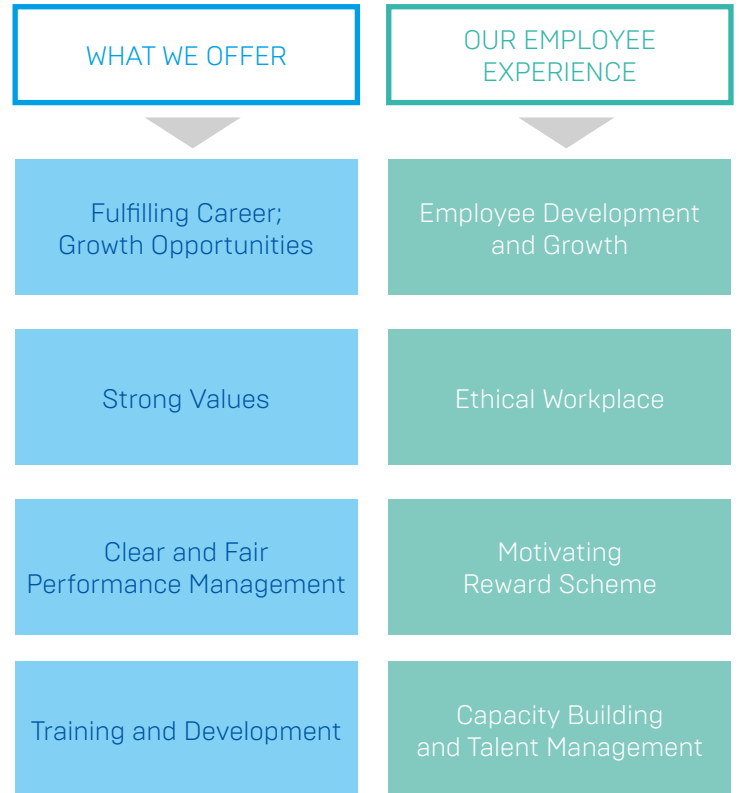 WHAT WE OFFER
OUR EMPLOYEE
EXPERIENCE
Fulfilling Career;
Growth Opportunities
Employee Development
and Growth
Strong Values
Ethical Workplace
Clear and Fair
Performance Management
Motivating
Reward Scheme
Training and Development
Capacity Building
and Talent Management